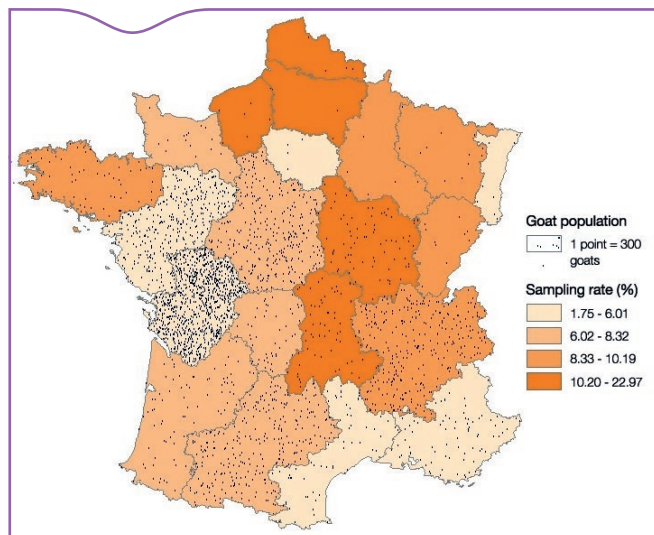 Goat population
1 point = 300
goats
Sampling rate (%)
1.75 - 6.01
6.02 - 8.32
8.33 - 10.19
10.20 - 22.97